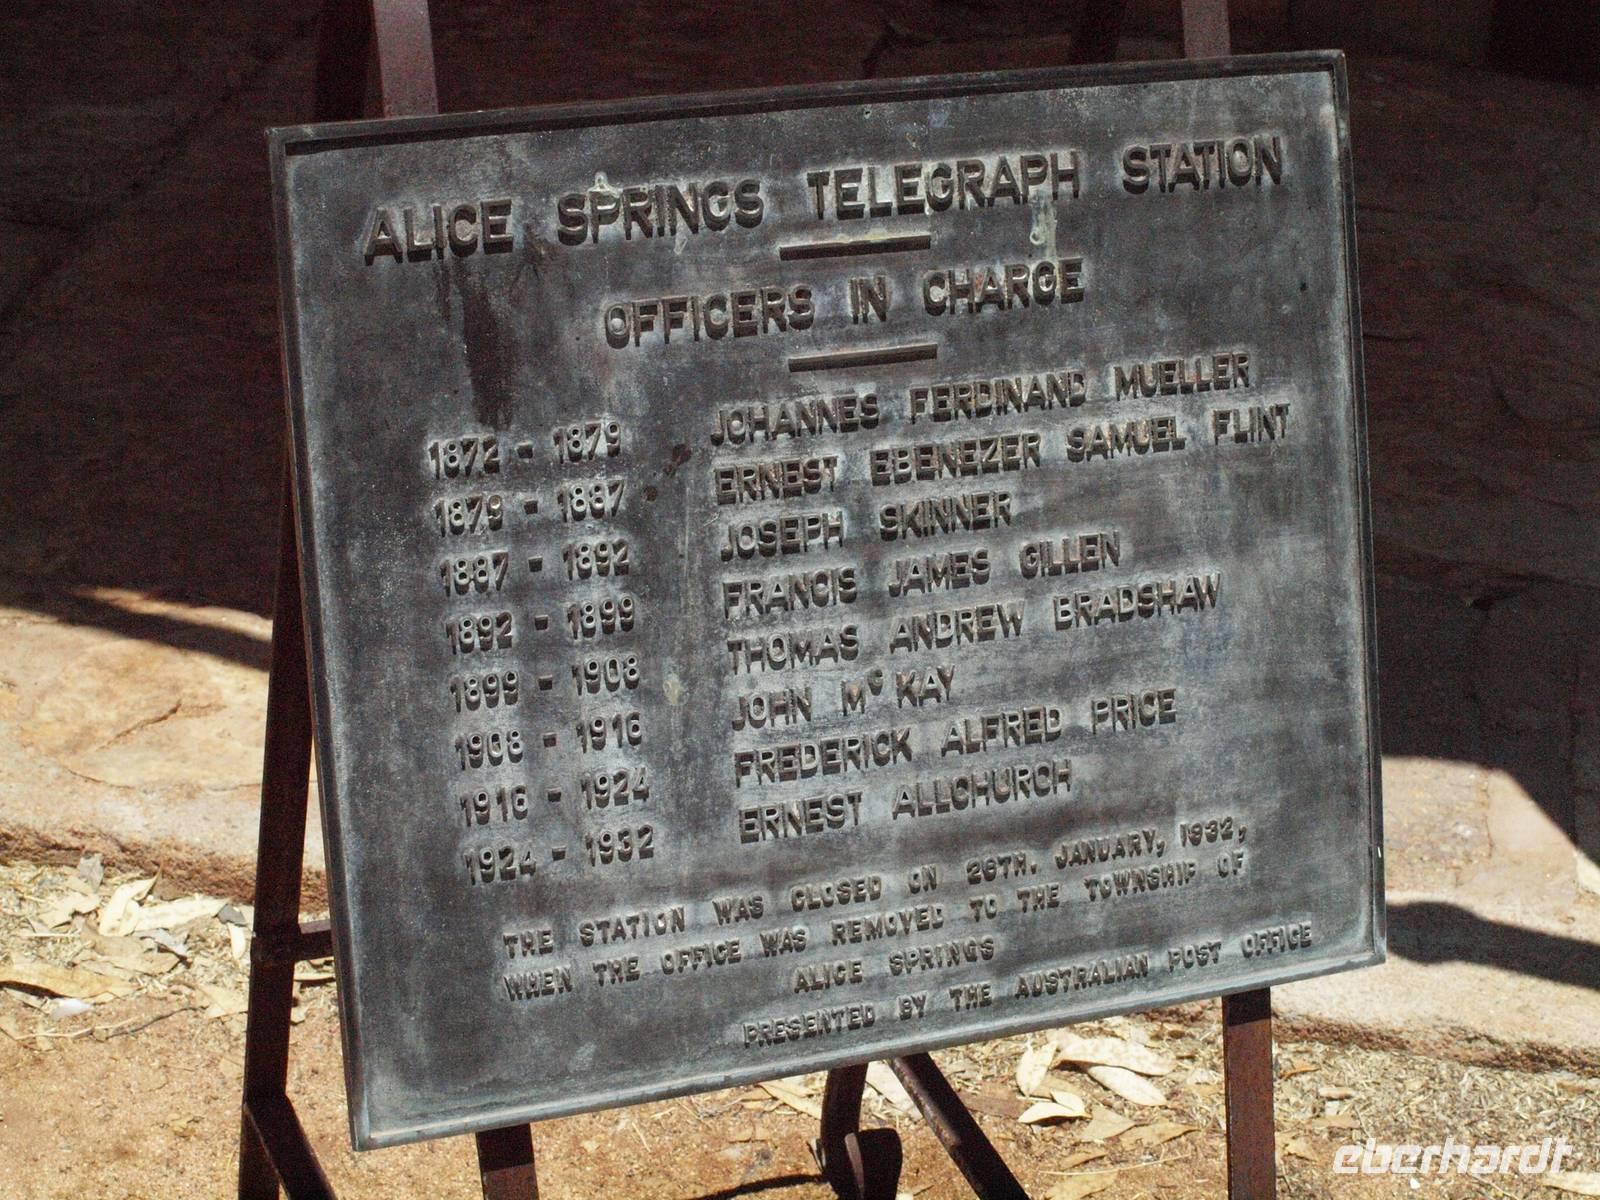 ALICE SPRINGS TELEGRAPH STATION
OFFICERS IN CHARGE
1872 - 1879 JOHANNES FERDINAND MUELLER
1879 - 1887 ERNEST EBENEZER SAMUEL FLINT
1887 - 1892 JOSEPH SKINNER
1892 - 1899 FRANCIS JAMES GILLEN
1899 - 1908 THOMAS ANDREW BRADSHAW
1908 - 1916 JOHN Mc KAY
1916 - 1924 FREDERICK ALFRED PRICE
1924 - 1932 ERNEST ALLCHURCH
THE STATION WAS CLOSED ON 26TH. JANUARY, 1932,
WHEN THE OFFICE WAS REMOVED TO THE TOWNSHIP OF
ALICE SPRINGS
PRESENTED BY THE AUSTRALIAN POST OFFICE
eberhardt